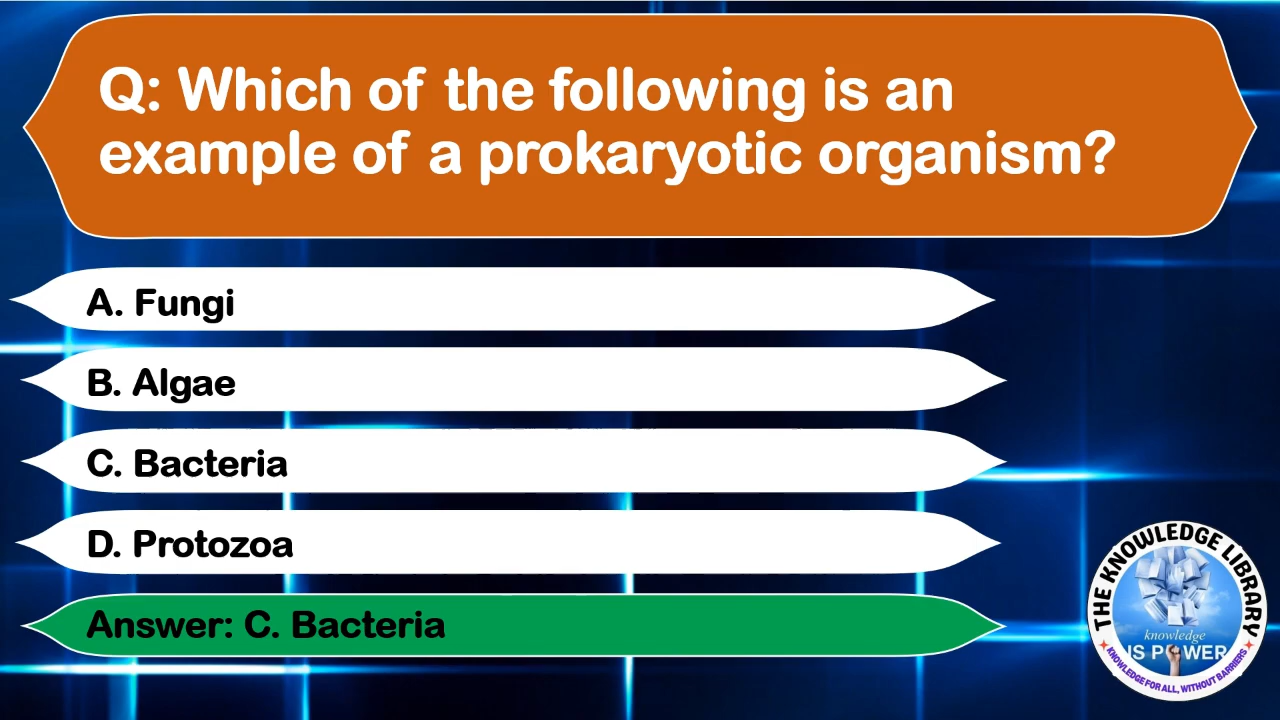 Q: Which of the following is an
example of a prokaryotic organism?
A. Fungi
B. Algae
C. Bacteria
D. Protozoa
Answer: C. Bacteria
THE KNOWLEDGE LIBRARY
knowledge
IS POWER
KNOWLEDGE FOR ALL, WITHOUT BARRIERS